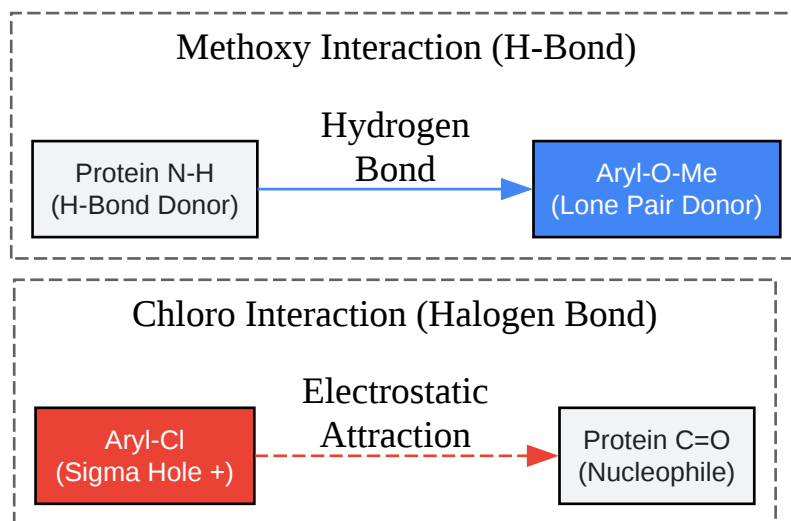 Methoxy Interaction (H-Bond)
Hydrogen
Bond
Protein N-H
(H-Bond Donor)
Aryl-O-Me
(Lone Pair Donor)
Chloro Interaction (Halogen Bond)
Electrostatic
Attraction
Aryl-Cl
(Sigma Hole +)
Protein C=O
(Nucleophile)